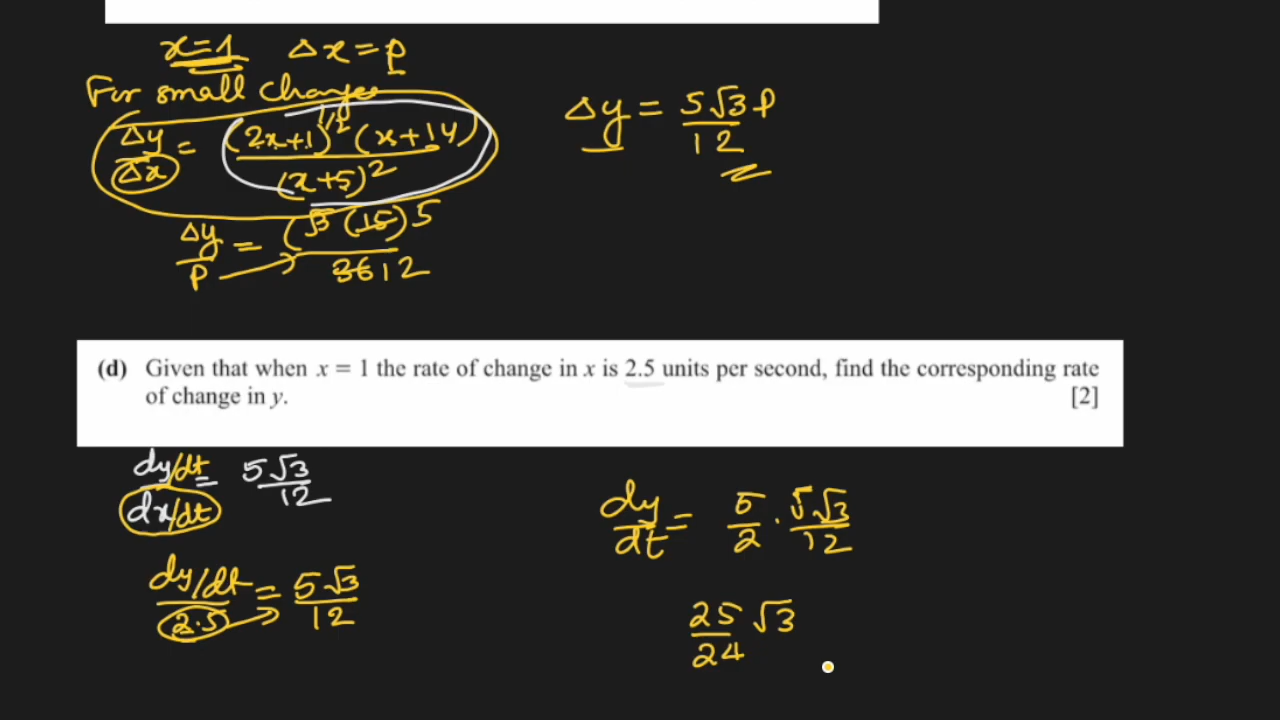 x=1 Δx=p
For small changes
Δy/Δx = (2x+1)^1/2 (x+14)/(x+5)^2
Δy/p = (√3 (15) 5/36 12
Δy = 5√3 p/12
(d) Given that when x = 1 the rate of change in x is 2.5 units per second, find the corresponding rate
of change in y. [2]
dy/dt / dx/dt = 5√3/12
dy/dt / 2.5 = 5√3/12
dy/dt = 5/2 · 5√3/12
25/24 √3